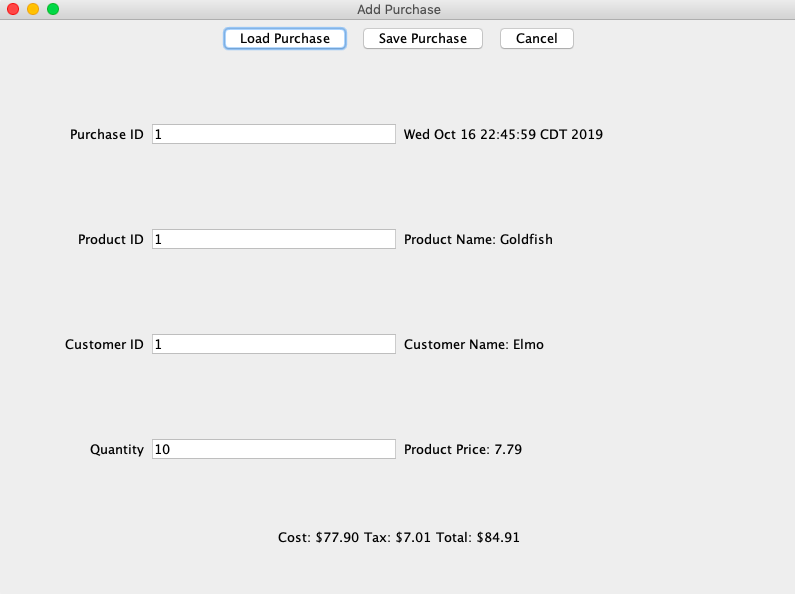 Add Purchase
Load Purchase Save Purchase Cancel
Purchase ID 1 Wed Oct 16 22:45:59 CDT 2019
Product ID 1 Product Name: Goldfish
Customer ID 1 Customer Name: Elmo
Quantity 10 Product Price: 7.79
Cost: $77.90 Tax: $7.01 Total: $84.91